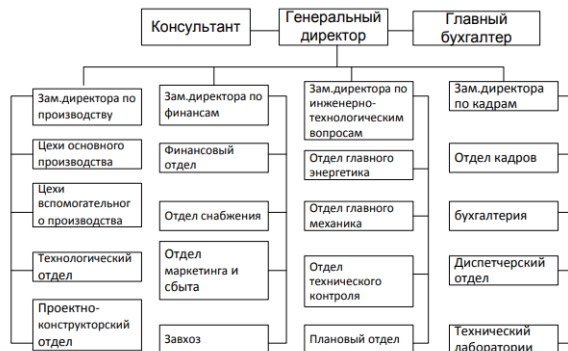 Консультант
Генеральный
директор
Главный
бухгалтер
Зам.директора по
производству
Зам.директора по
финансам
Зам.директора по
инженерно-
технологическим
вопросам
Зам.директора
по кадрам
Цехи основного
производства
Финансовый
отдел
Отдел главного
энергетика
Отдел кадров
Цехи
вспомогательног
о производства
Отдел снабжения
Отдел главного
механика
бухгалтерия
Технологический
отдел
Отдел
маркетинга и
сбыта
Отдел
технического
контроля
Диспетчерский
отдел
Проектно-
конструкторский
отдел
Завхоз
Плановый отдел
Технический
лаборатории